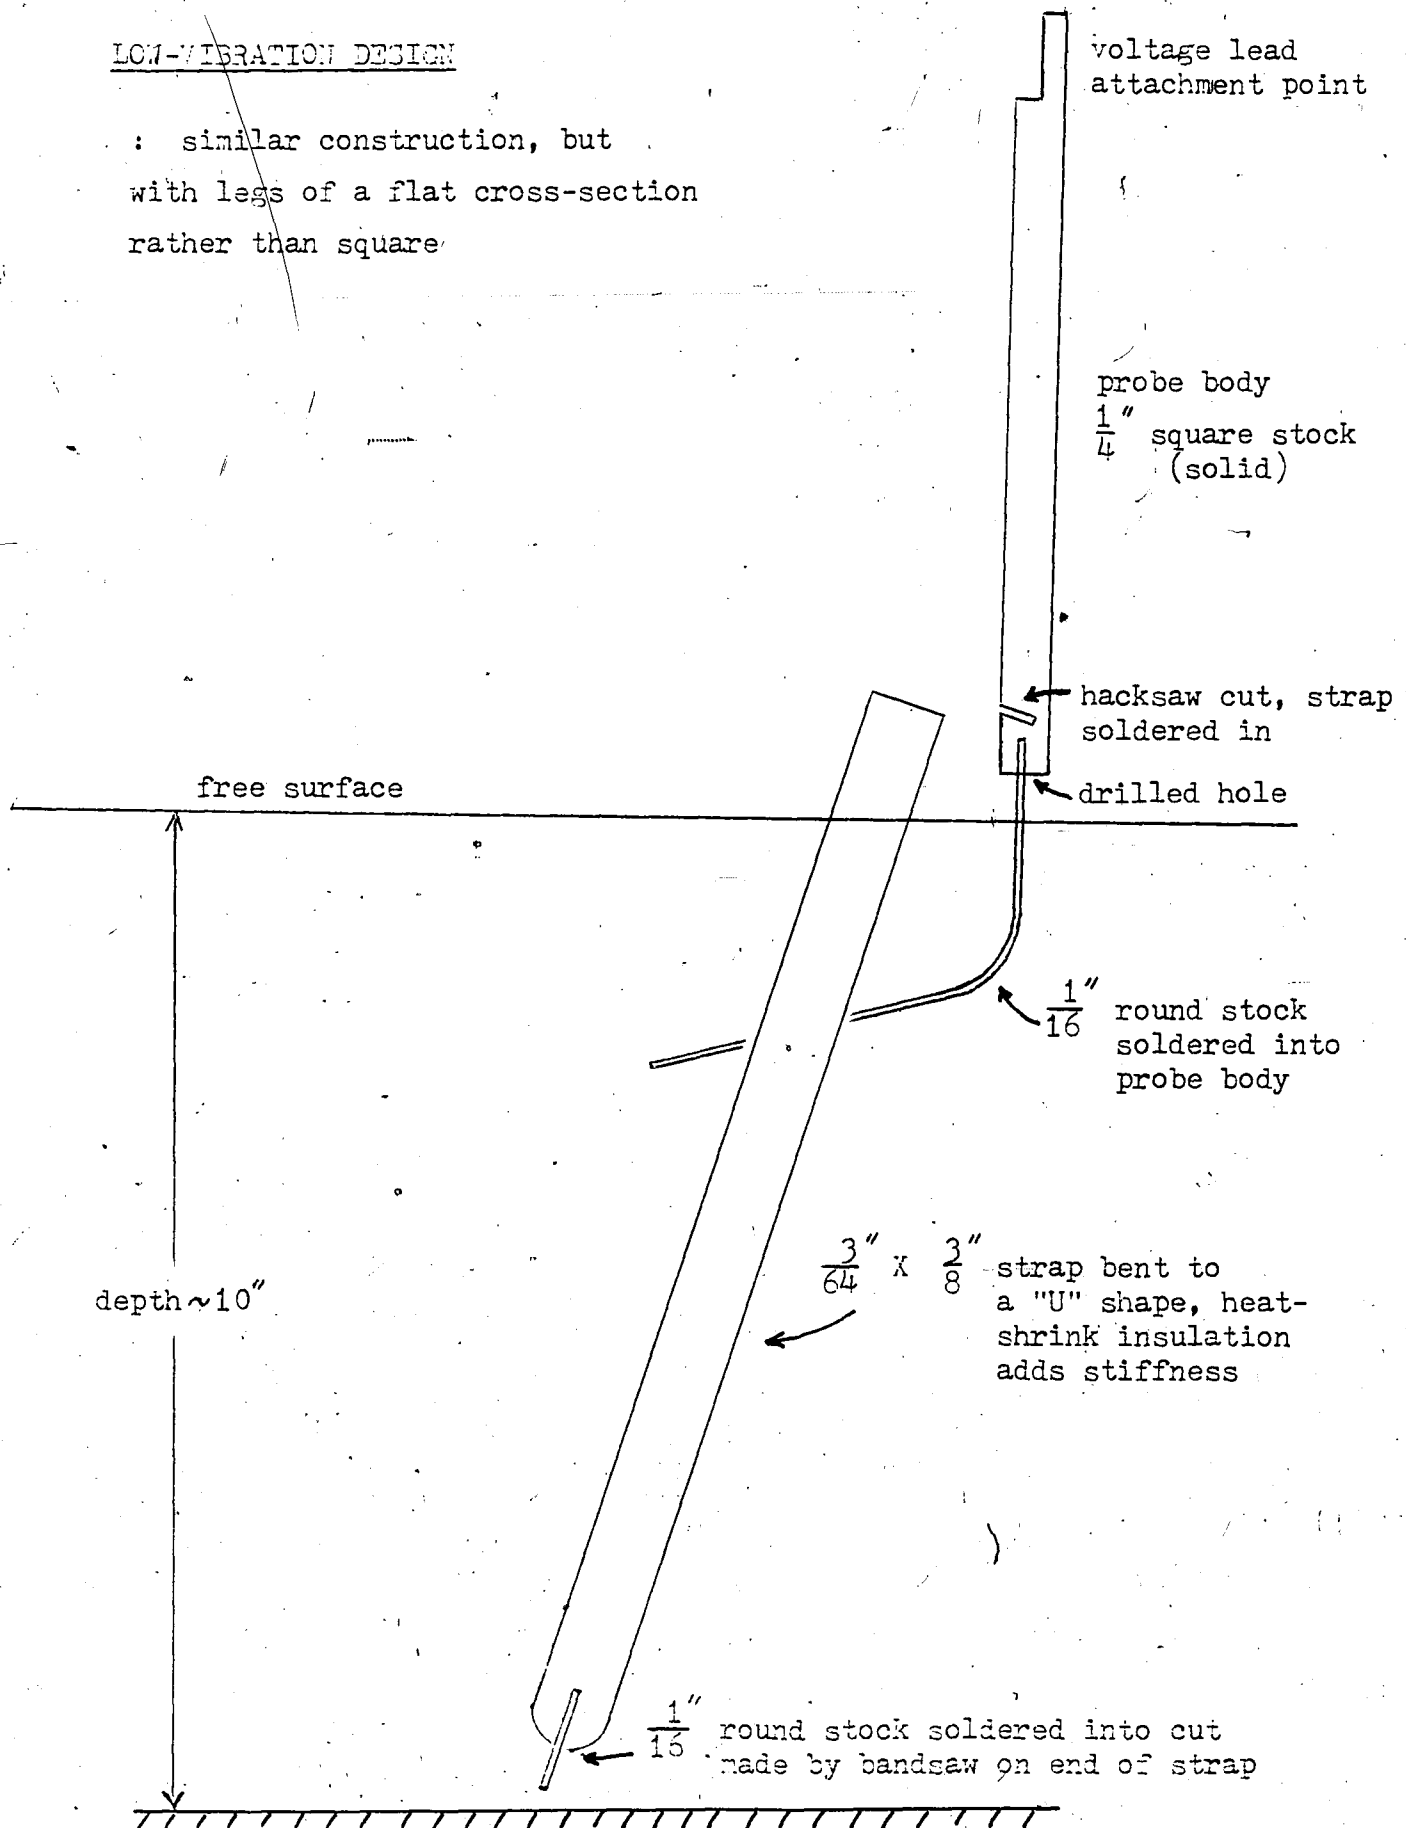 LOW-VIBRATION DESIGN
: similar construction, but
with legs of a flat cross-section
rather than square
voltage lead
attachment point
probe body
1/4" square stock
(solid)
hacksaw cut, strap
soldered in
drilled hole
free surface
1/16" round stock
soldered into
probe body
3/64" X 3/8" strap bent to
a "U" shape, heat-
shrink insulation
adds stiffness
depth~10"
1/16" round stock soldered into cut
made by bandsaw on end of strap